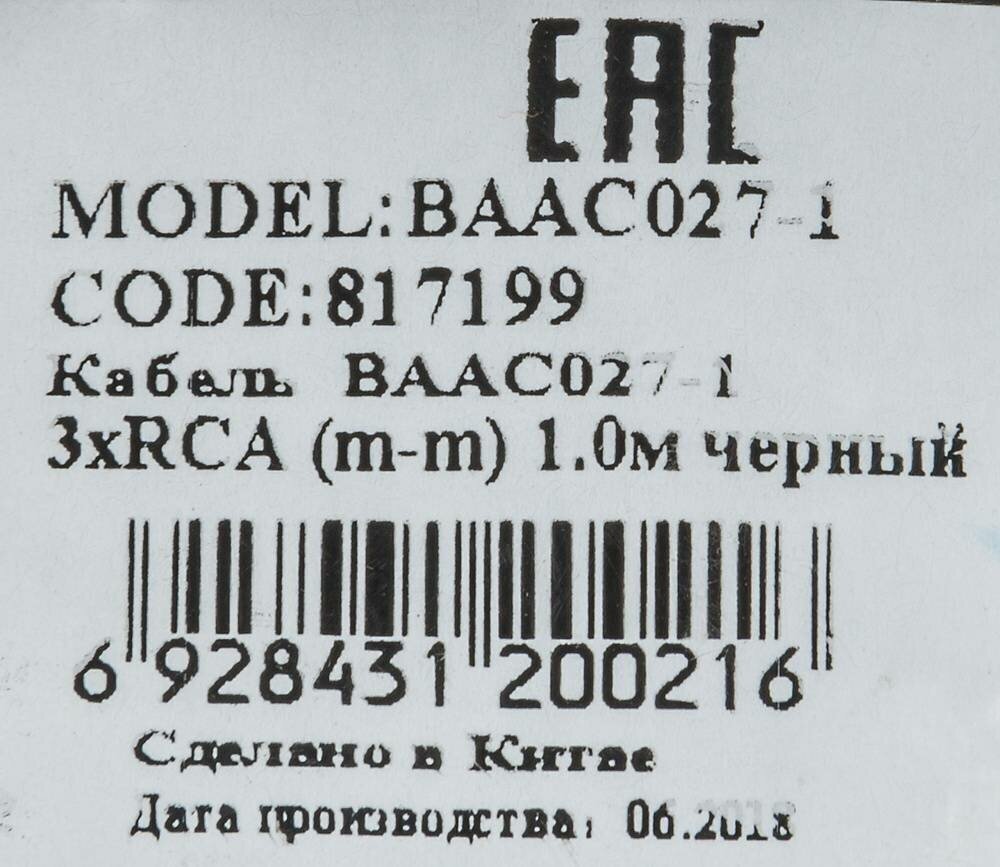 EAC
MODEL:BAAC027-1
CODE:817199
Кабель BAAC027-1
3xRCA (m-m) 1.0м черный
6 928431 200216
Сделано в Китае
Дата производства: 06.2018